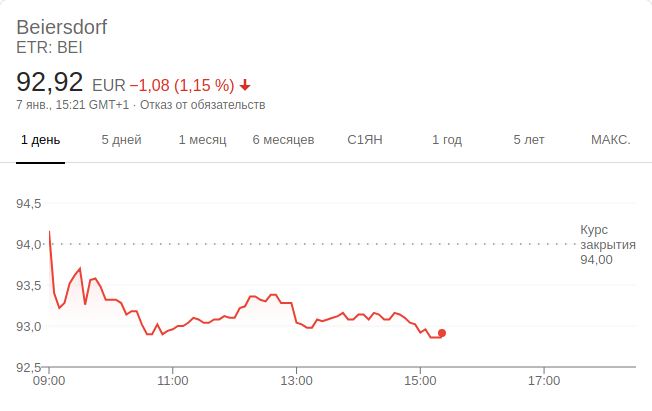 Beiersdorf
ETR: BEI
92,92 EUR −1,08 (1,15 %)
7 янв., 15:21 GMT+1 · Отказ от обязательств
1 день 5 дней 1 месяц 6 месяцев С1ЯН 1 год 5 лет МАКС.
94,5
Курс
94,0 закрытия
94,00
93,5
93,0
92,5
09:00 11:00 13:00 15:00 17:00